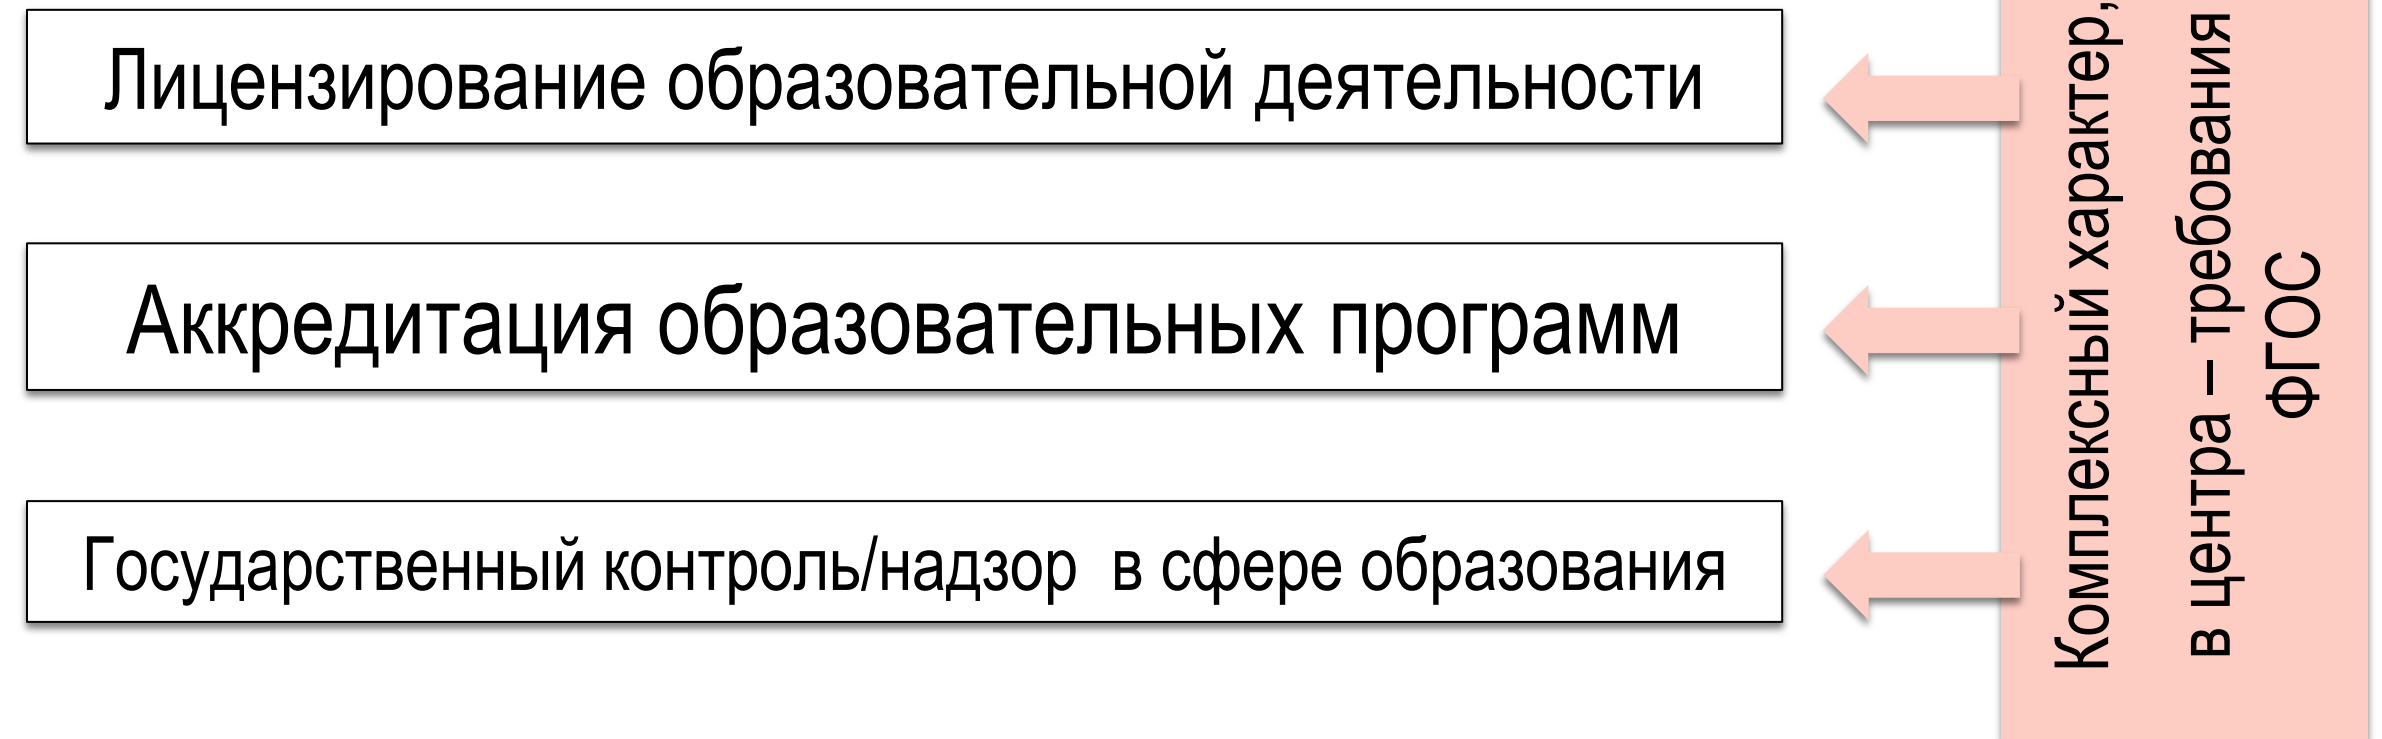 Лицензирование образовательной деятельности
Аккредитация образовательных программ
Государственный контроль/надзор в сфере образования
Комплексный характер,
в центра – требования
ФГОС